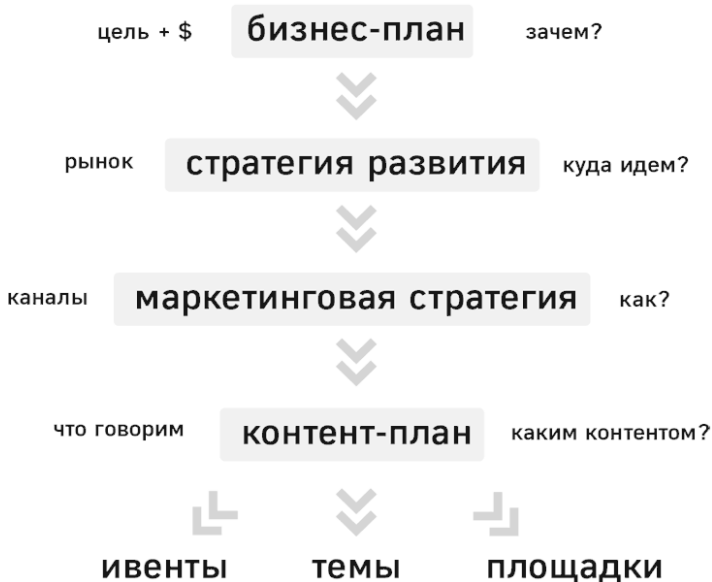 цель + $ бизнес-план зачем?
рынок стратегия развития куда идем?
каналы маркетинговая стратегия как?
что говорим контент-план каким контентом?
ивенты темы площадки